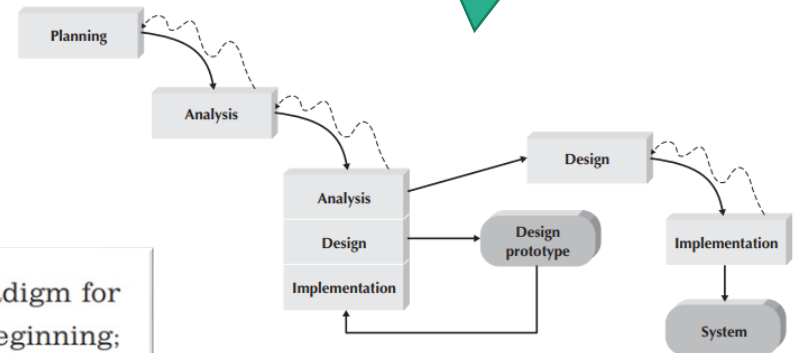 Planning
Analysis
Analysis
Design
Implementation
Design
prototype
Design
Implementation
System
digm for
eginning;